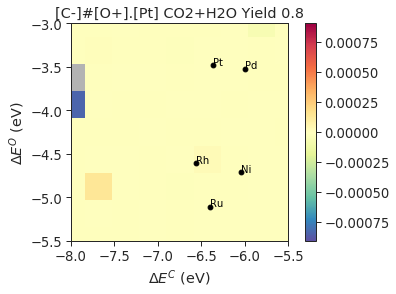 [C-]#[O+].[Pt] CO2+H2O Yield 0.8
−3.0
−3.5
−4.0
−4.5
−5.0
−5.5
ΔE^O (eV)
Pt
Pd
Rh
Ni
Ru
−8.0 −7.5 −7.0 −6.5 −6.0 −5.5
ΔE^C (eV)
0.00075
0.00050
0.00025
0.00000
−0.00025
−0.00050
−0.00075